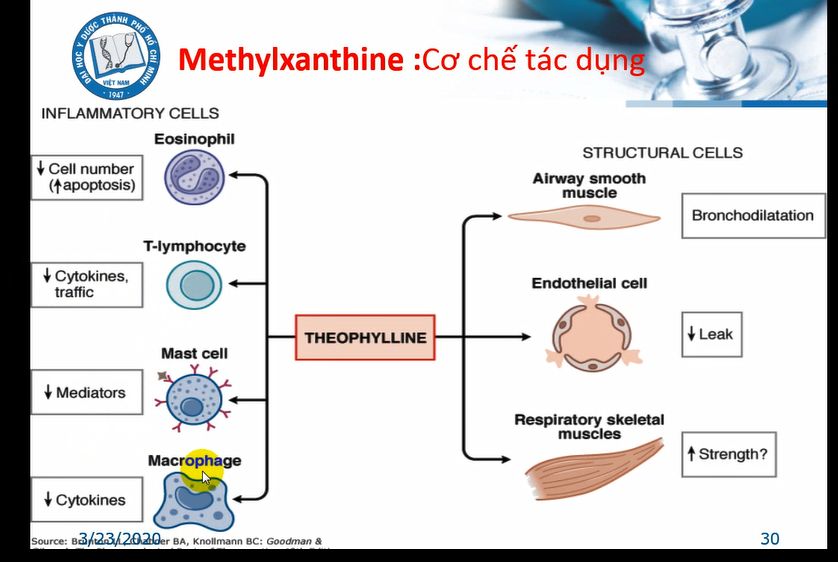 ĐẠI HỌC Y DƯỢC THÀNH PHỐ HỒ CHÍ MINH
VIỆT NAM
· 1947 ·
Methylxanthine :Cơ chế tác dụng
INFLAMMATORY CELLS
Eosinophil
↓ Cell number
(↑apoptosis)
T-lymphocyte
↓ Cytokines,
traffic
Mast cell
↓ Mediators
Macrophage
↓ Cytokines
THEOPHYLLINE
STRUCTURAL CELLS
Airway smooth
muscle
Bronchodilatation
Endothelial cell
↓ Leak
Respiratory skeletal
muscles
↑ Strength?
3/23/2020
Source: BA, Knollmann BC: Goodman &
30